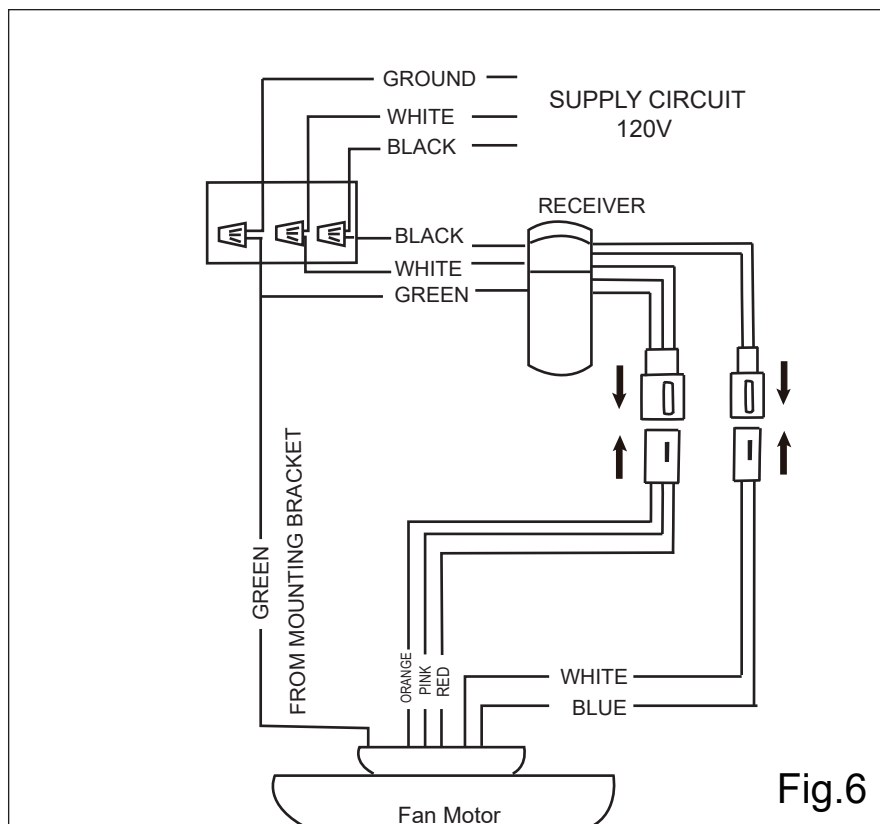 GROUND
WHITE
BLACK
SUPPLY CIRCUIT
120V
RECEIVER
BLACK
WHITE
GREEN
GREEN
FROM MOUNTING BRACKET
ORANGE
PINK
RED
WHITE
BLUE
Fan Motor
Fig.6